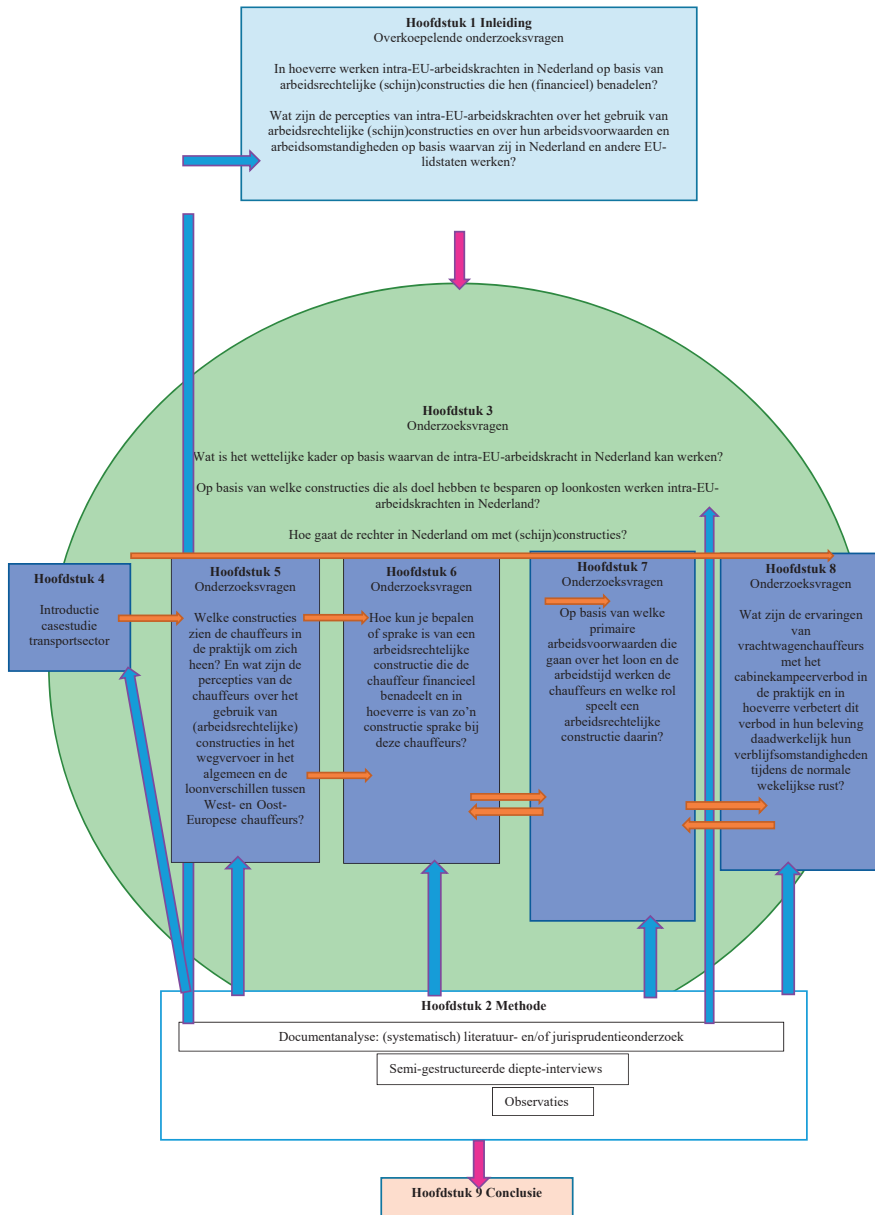 Hoofdstuk 1 Inleiding
Overkoepelende onderzoeksvragen
In hoeverre werken intra-EU-arbeidskrachten in Nederland op basis van
arbeidsrechtelijke (schijn)constructies die hen (financieel) benadelen?
Wat zijn de percepties van intra-EU-arbeidskrachten over het gebruik van
arbeidsrechtelijke (schijn)constructies en over hun arbeidsvoorwaarden en
arbeidsomstandigheden op basis waarvan zij in Nederland en andere EU-
lidstaten werken?
Hoofdstuk 3
Onderzoeksvragen
Wat is het wettelijke kader op basis waarvan de intra-EU-arbeidskracht in Nederland kan werken?
Op basis van welke constructies die als doel hebben te besparen op loonkosten werken intra-EU-
arbeidskrachten in Nederland?
Hoe gaat de rechter in Nederland om met (schijn)constructies?
Hoofdstuk 4
Introductie
casestudie
transportsector
Hoofdstuk 5
Onderzoeksvragen
Welke constructies
zien de chauffeurs in
de praktijk om zich
heen? En wat zijn de
percepties van de
chauffeurs over het
gebruik van
(arbeidsrechtelijke)
constructies in het
wegvervoer in het
algemeen en de
loonverschillen tussen
West- en Oost-
Europese chauffeurs?
Hoofdstuk 6
Onderzoeksvragen
Hoe kun je bepalen
of sprake is van een
arbeidsrechtelijke
constructie die de
chauffeur financieel
benadeelt en in
hoeverre is van zo’n
constructie sprake bij
deze chauffeurs?
Hoofdstuk 7
Onderzoeksvragen
Op basis van welke
primaire
arbeidsvoorwaarden die
gaan over het loon en de
arbeidstijd werken de
chauffeurs en welke rol
speelt een
arbeidsrechtelijke
constructie daarin?
Hoofdstuk 8
Onderzoeksvragen
Wat zijn de ervaringen
van
vrachtwagenchauffeurs
met het
cabinekampeerverbod in
de praktijk en in
hoeverre verbetert dit
verbod in hun beleving
daadwerkelijk hun
verblijfsomstandigheden
tijdens de normale
wekelijkse rust?
Hoofdstuk 2 Methode
Documentanalyse: (systematisch) literatuur- en/of jurisprudentieonderzoek
Semi-gestructureerde diepte-interviews
Observaties
Hoofdstuk 9 Conclusie